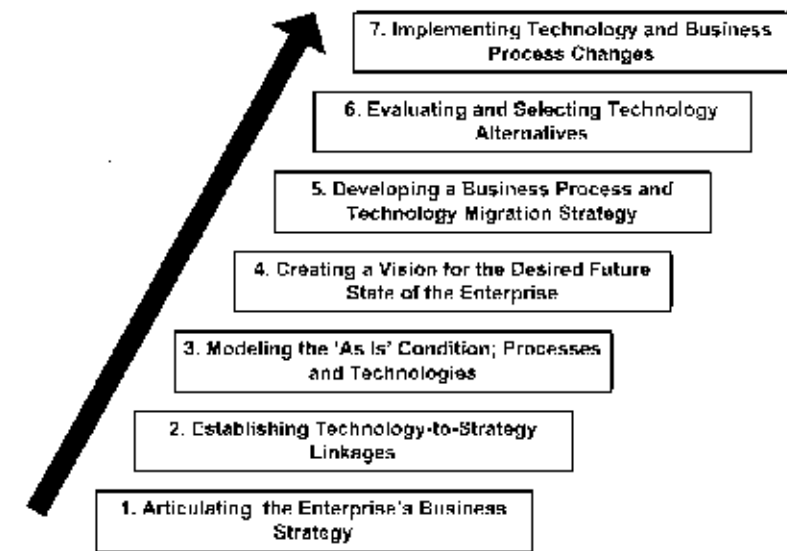 7. Implementing Technology and Business
Process Changes
6. Evaluating and Selecting Technology
Alternatives
5. Developing a Business Process and
Technology Migration Strategy
4. Creating a Vision for the Desired Future
State of the Enterprise
3. Modeling the 'As Is' Condition; Processes
and Technologies
2. Establishing Technology-to-Strategy
Linkages
1. Articulating the Enterprise's Business
Strategy